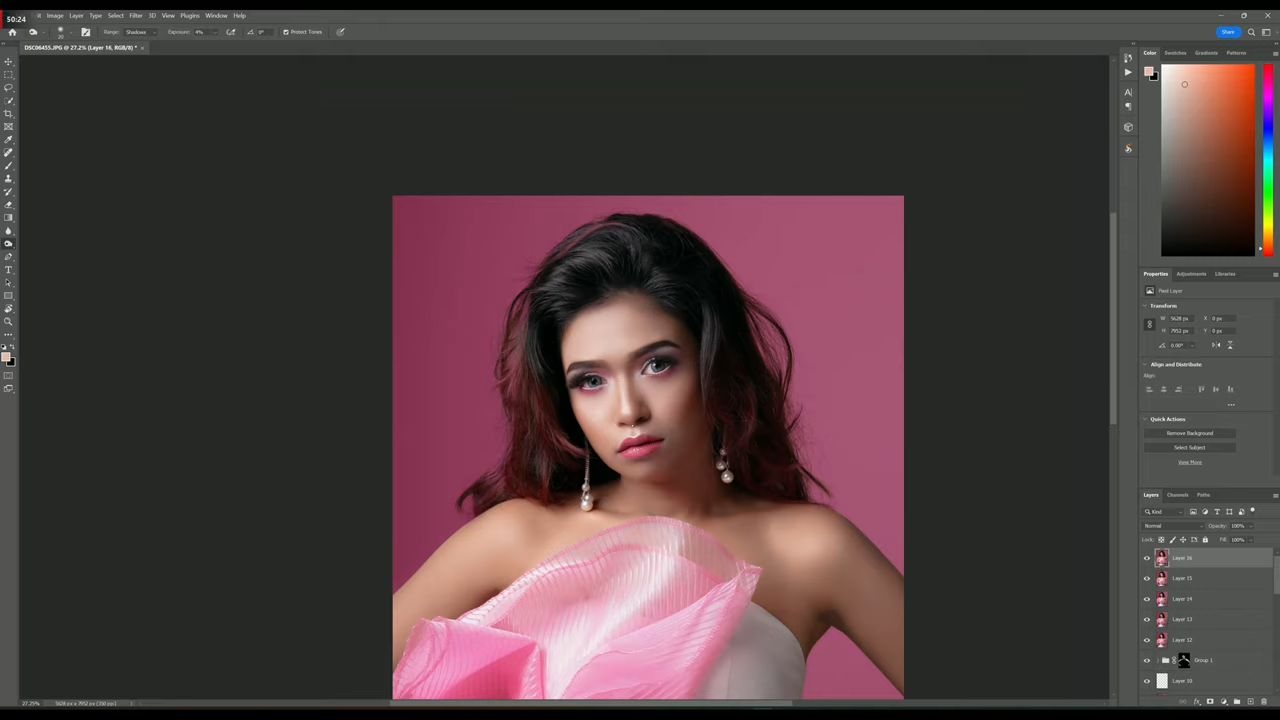 50:24
Image Layer Type Select Filter 3D View Plugins Window Help
20 Range: Shadows Exposure: 4% 0° Protect Tones Share
DSC06455.JPG @ 27.2% (Layer 16, RGB/8) *
Color Swatches Gradients Patterns
Properties Adjustments Libraries
Pixel Layer
Transform
W 5628 px X 0 px
H 7952 px Y 0 px
0.00°
Align and Distribute
Align:
Quick Actions
Remove Background
Select Subject
View More
Layers Channels Paths
Kind
Normal Opacity: 100%
Lock: Fill: 100%
Layer 16
Layer 15
Layer 14
Layer 13
Layer 12
Group 1
Layer 10
27.25% 5628 px x 7952 px (350 ppi)